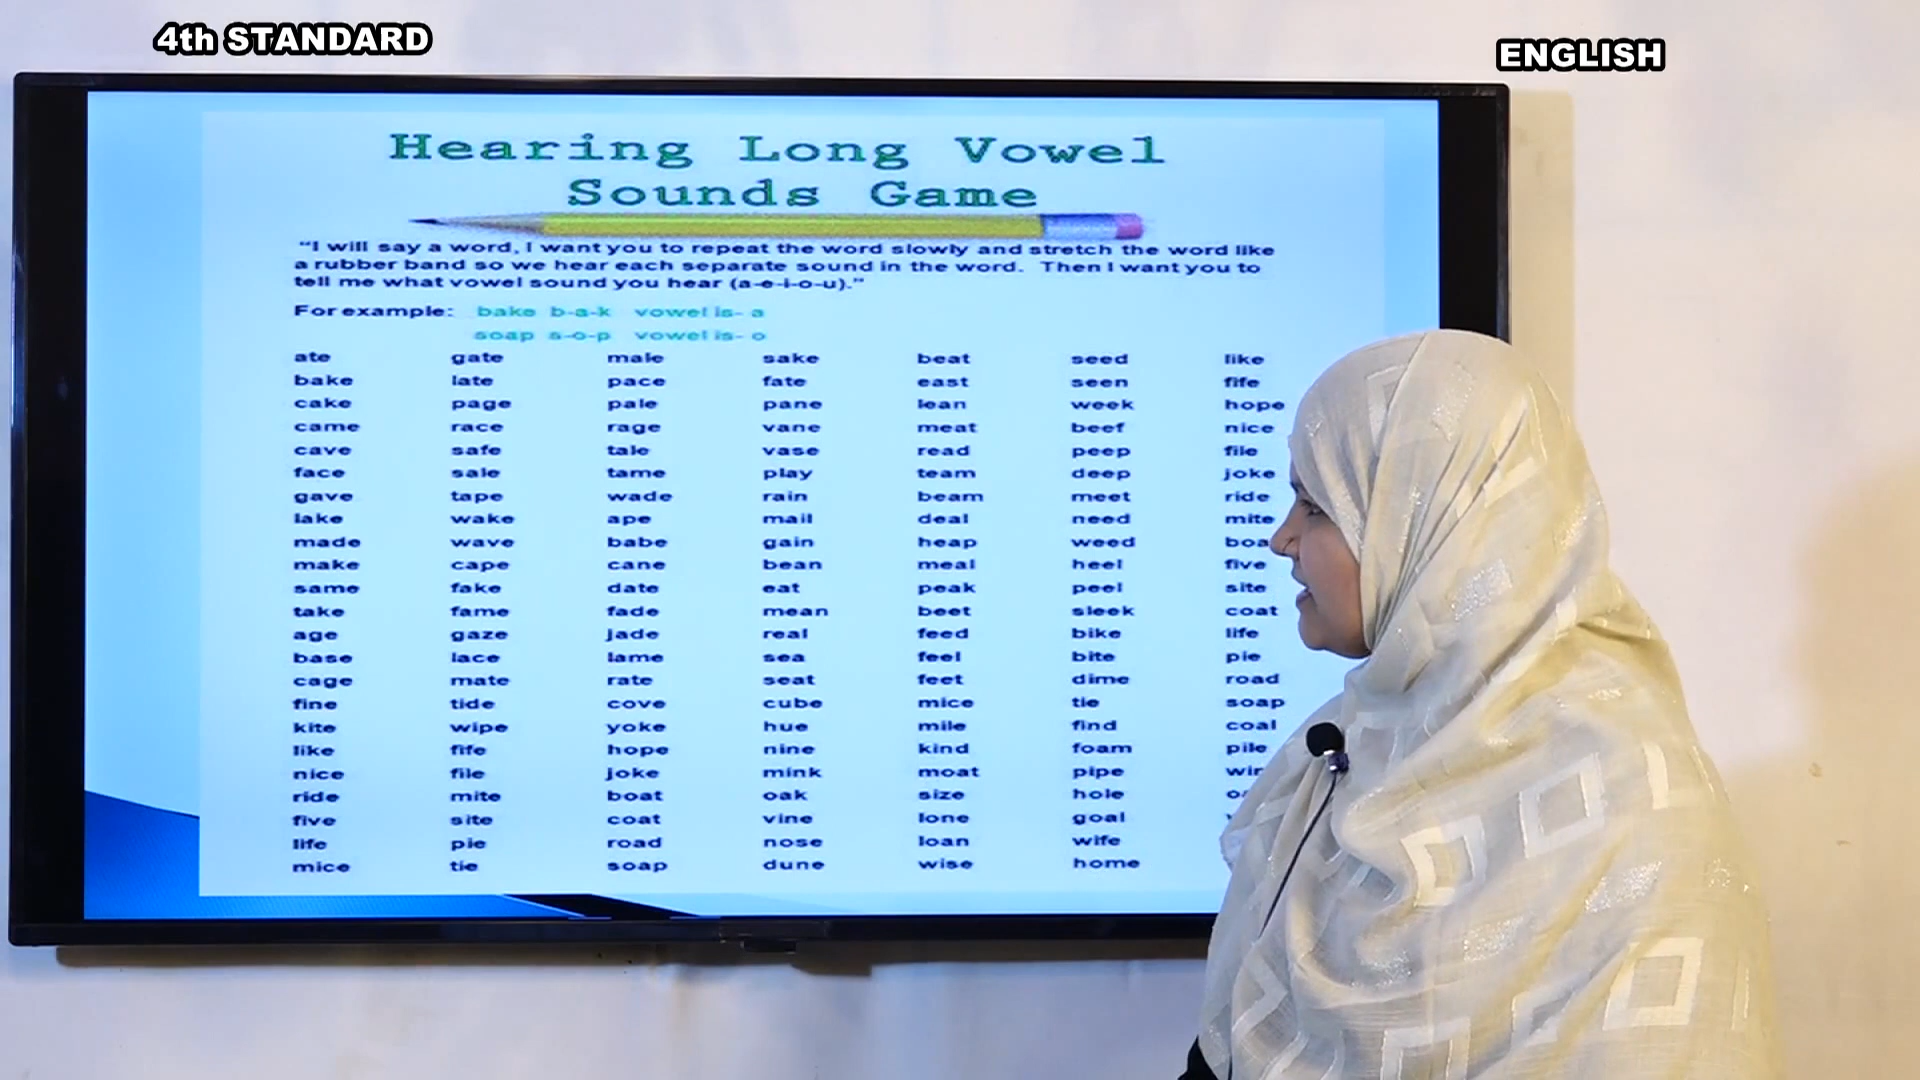 4th STANDARD
ENGLISH
Hearing Long Vowel
Sounds Game
"I will say a word, I want you to repeat the word slowly and stretch the word like
a rubber band so we hear each separate sound in the word. Then I want you to
tell me what vowel sound you hear (a-e-i-o-u)."
For example: bake b-a-k vowel is- a
soap s-o-p vowel is- o
ate gate male sake beat seed like
bake late pace fate east seen fife
cake page pale pane lean week hope
came race rage vane meat beef nice
cave safe tale vase read peep file
face sale tame play team deep joke
gave tape wade rain beam meet ride
lake wake ape mail deal need mite
made wave babe gain heap weed
make cape cane bean meal heel five
same fake date eat peak peel site
take fame fade mean beet sleek coat
age gaze jade real feed bike life
base lace lame sea feel bite pie
cage mate rate seat feet dime road
fine tide cove cube mice tie soap
kite wipe yoke hue mile find coal
like fife hope nine kind foam pile
nice file joke mink moat pipe
ride mite boat oak size hole
five site coat vine lone goal
life pie road nose loan wife
mice tie soap dune wise home